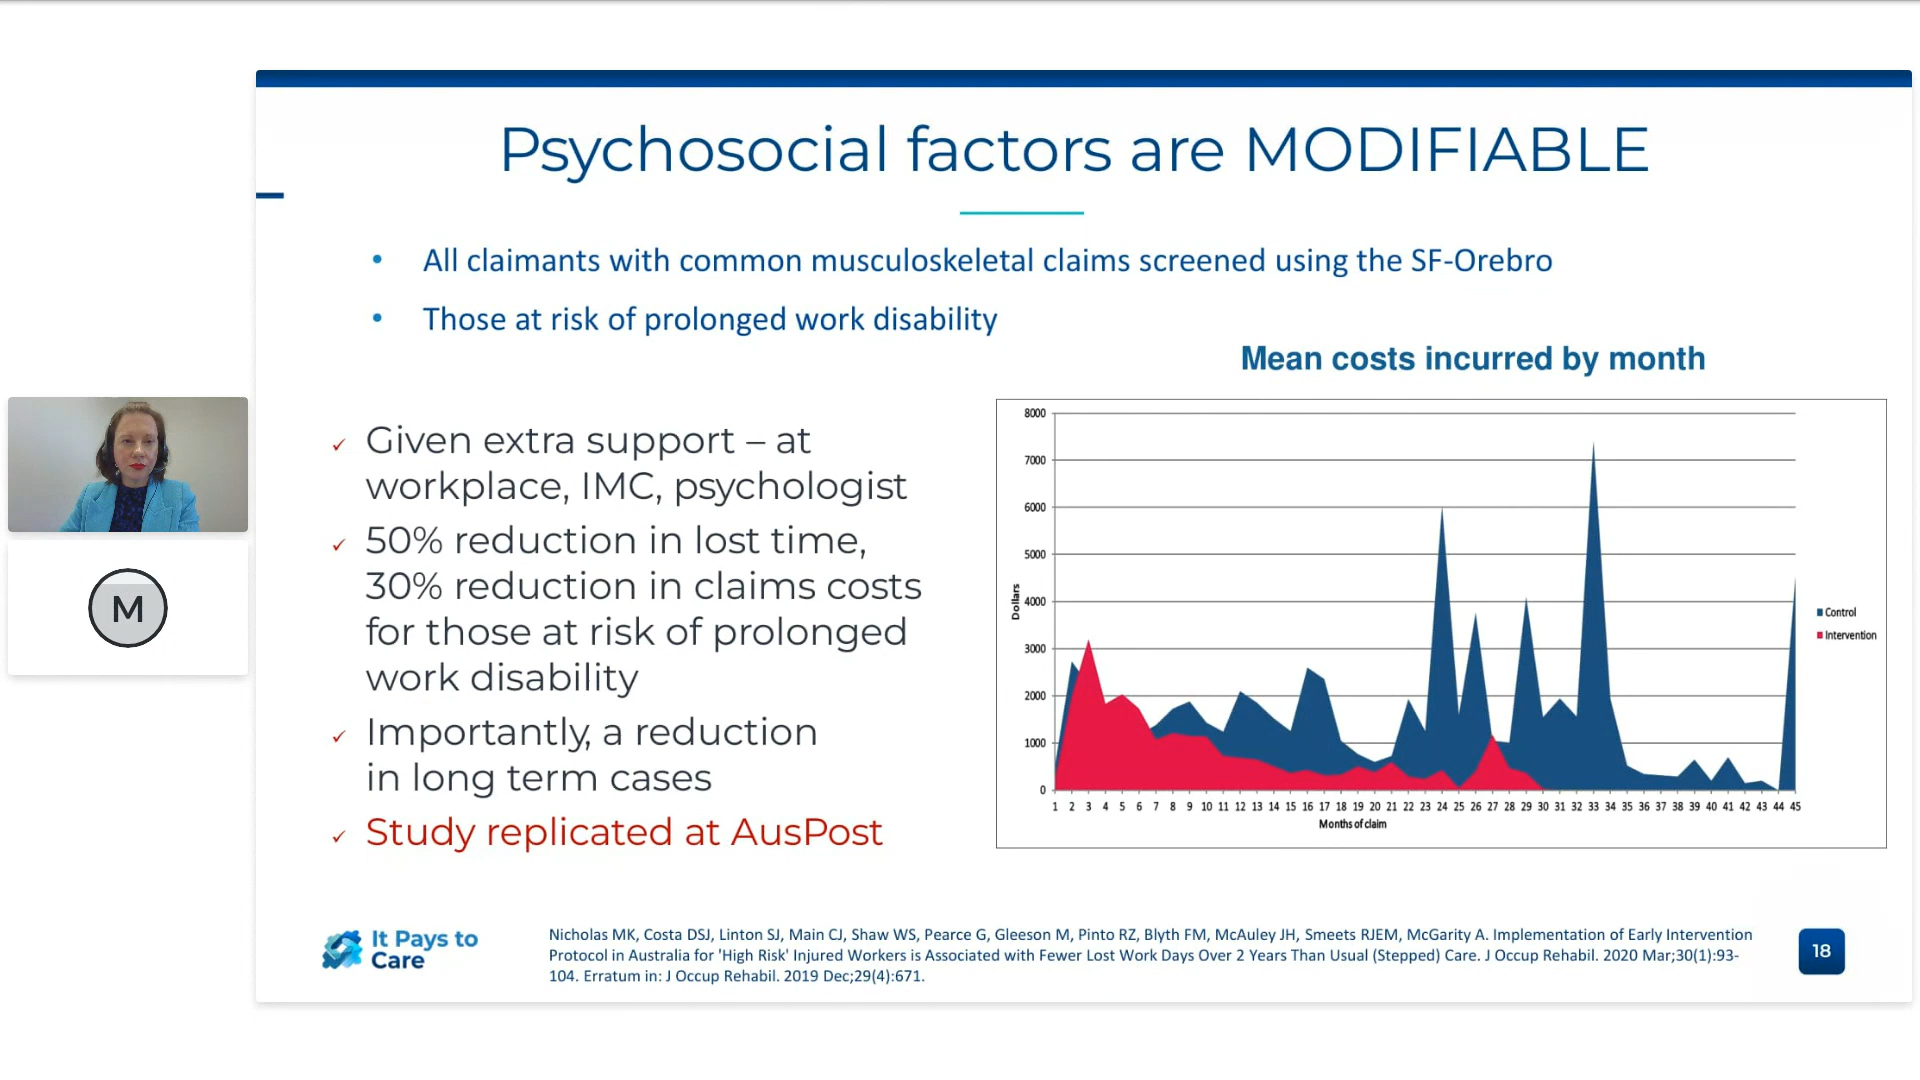 Psychosocial factors are MODIFIABLE
• All claimants with common musculoskeletal claims screened using the SF-Orebro
• Those at risk of prolonged work disability
Mean costs incurred by month
✓ Given extra support – at
workplace, IMC, psychologist
✓ 50% reduction in lost time,
30% reduction in claims costs
for those at risk of prolonged
work disability
✓ Importantly, a reduction
in long term cases
✓ Study replicated at AusPost
8000
7000
6000
5000
4000
3000
2000
1000
0
Dollars
1 2 3 4 5 6 7 8 9 10 11 12 13 14 15 16 17 18 19 20 21 22 23 24 25 26 27 28 29 30 31 32 33 34 35 36 37 38 39 40 41 42 43 44 45
Months of claim
Control
Intervention
M
It Pays to
Care
Nicholas MK, Costa DSJ, Linton SJ, Main CJ, Shaw WS, Pearce G, Gleeson M, Pinto RZ, Blyth FM, McAuley JH, Smeets RJEM, McGarity A. Implementation of Early Intervention
Protocol in Australia for 'High Risk' Injured Workers is Associated with Fewer Lost Work Days Over 2 Years Than Usual (Stepped) Care. J Occup Rehabil. 2020 Mar;30(1):93-
104. Erratum in: J Occup Rehabil. 2019 Dec;29(4):671.
18